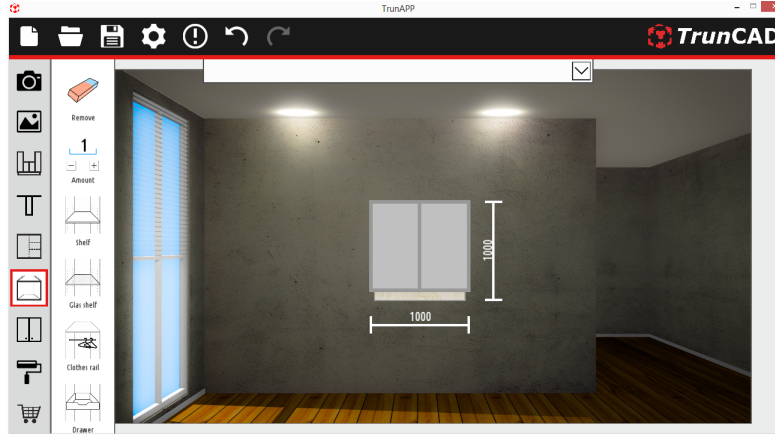 TrunAPP
TrunCAD
Remove
1
Amount
Shelf
Glas shelf
Clothes rail
Drawer
1000
1000